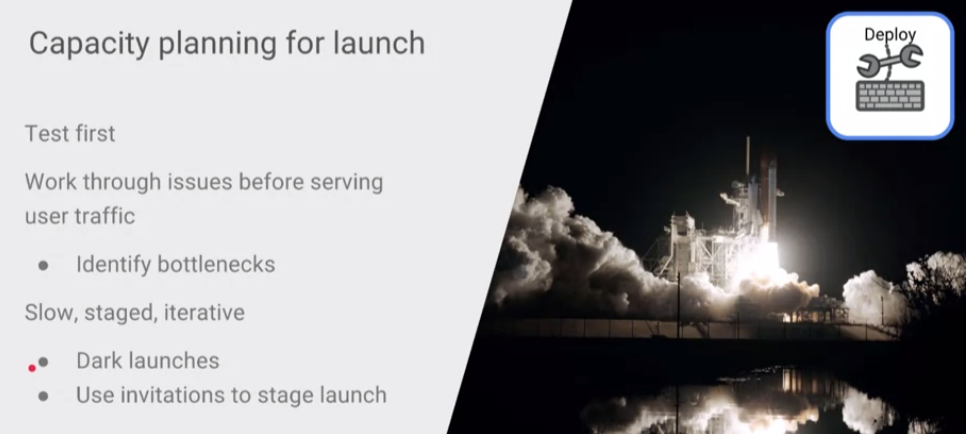 Capacity planning for launch
Deploy
Test first
Work through issues before serving
user traffic
● Identify bottlenecks
Slow, staged, iterative
● Dark launches
● Use invitations to stage launch